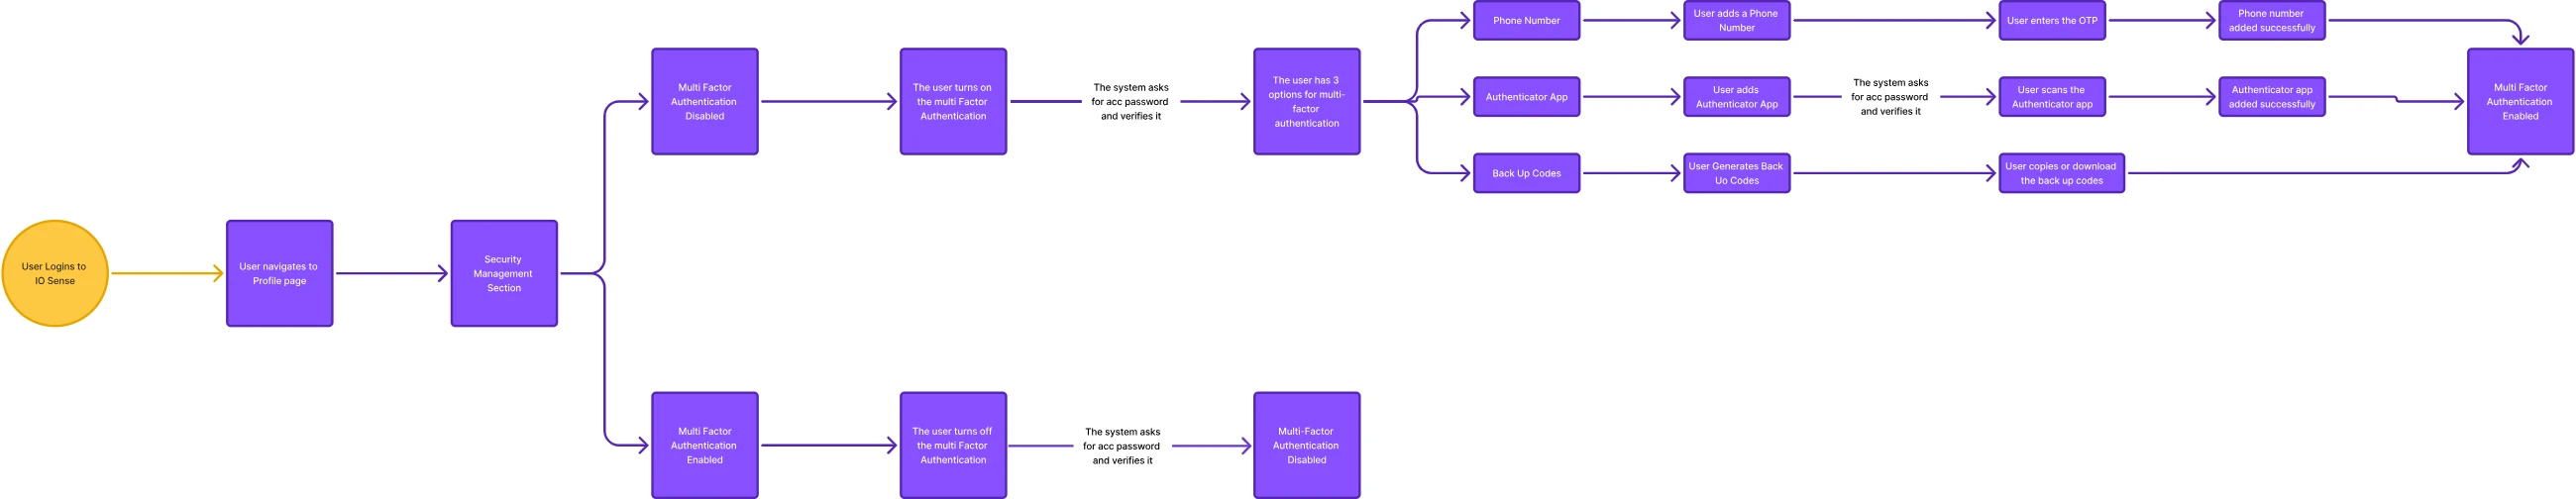 User Logins to
IO Sense
User navigates to
Profile page
Security
Management
Section
Multi Factor
Authentication
Disabled
The user turns on
the multi Factor
Authentication
The system asks
for acc password
and verifies it
The user has 3
options for multi-
factor
authentication
Phone Number
User adds a Phone
Number
User enters the OTP
Phone number
added successfully
Authenticator App
User adds
Authenticator App
The system asks
for acc password
and verifies it
User scans the
Authenticator app
Authenticator app
added successfully
Back Up Codes
User Generates Back
Uo Codes
User copies or download
the back up codes
Multi Factor
Authentication
Enabled
Multi Factor
Authentication
Enabled
The user turns off
the multi Factor
Authentication
The system asks
for acc password
and verifies it
Multi-Factor
Authentication
Disabled